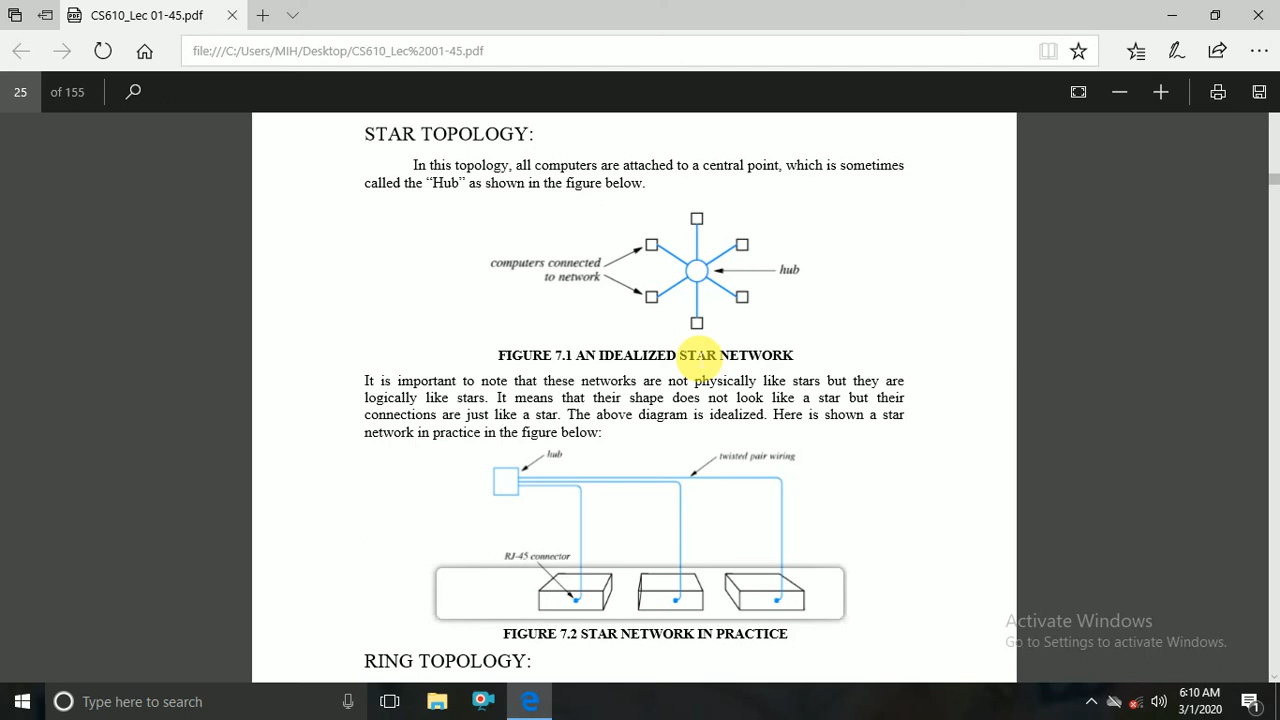 CS610_Lec 01-45.pdf
file:///C:/Users/MIH/Desktop/CS610_Lec%2001-45.pdf
25 of 155
STAR TOPOLOGY:
In this topology, all computers are attached to a central point, which is sometimes
called the “Hub” as shown in the figure below.
computers connected
to network
hub
FIGURE 7.1 AN IDEALIZED STAR NETWORK
It is important to note that these networks are not physically like stars but they are
logically like stars. It means that their shape does not look like a star but their
connections are just like a star. The above diagram is idealized. Here is shown a star
network in practice in the figure below:
hub
twisted pair wiring
RJ-45 connector
FIGURE 7.2 STAR NETWORK IN PRACTICE
RING TOPOLOGY:
Activate Windows
Go to Settings to activate Windows.
Type here to search
6:10 AM
3/1/2020
1